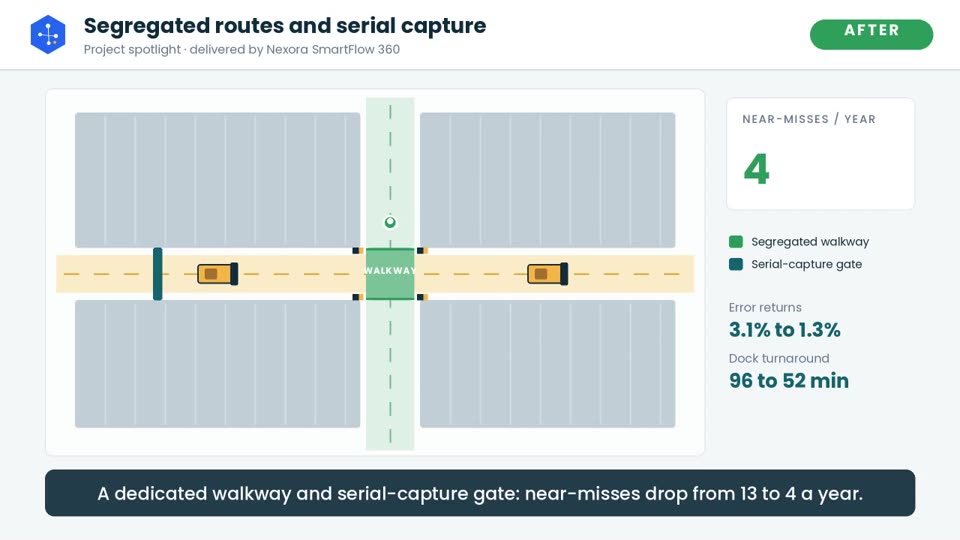 Segregated routes and serial capture
Project spotlight · delivered by Nexora SmartFlow 360
AFTER
NEAR-MISSES / YEAR
4
WALKWAY
Segregated walkway
Serial-capture gate
Error returns
3.1% to 1.3%
Dock turnaround
96 to 52 min
A dedicated walkway and serial-capture gate: near-misses drop from 13 to 4 a year.